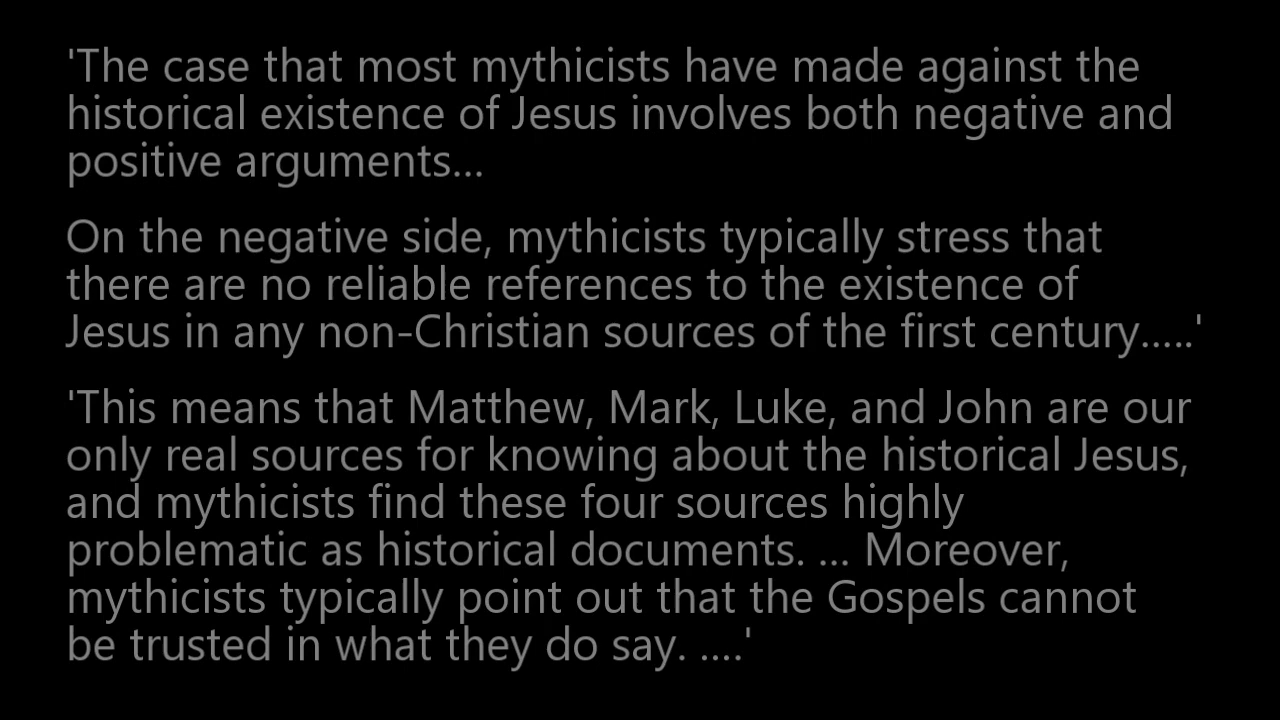 'The case that most mythicists have made against the
historical existence of Jesus involves both negative and
positive arguments...
On the negative side, mythicists typically stress that
there are no reliable references to the existence of
Jesus in any non-Christian sources of the first century.....'
'This means that Matthew, Mark, Luke, and John are our
only real sources for knowing about the historical Jesus,
and mythicists find these four sources highly
problematic as historical documents. ... Moreover,
mythicists typically point out that the Gospels cannot
be trusted in what they do say. ....'